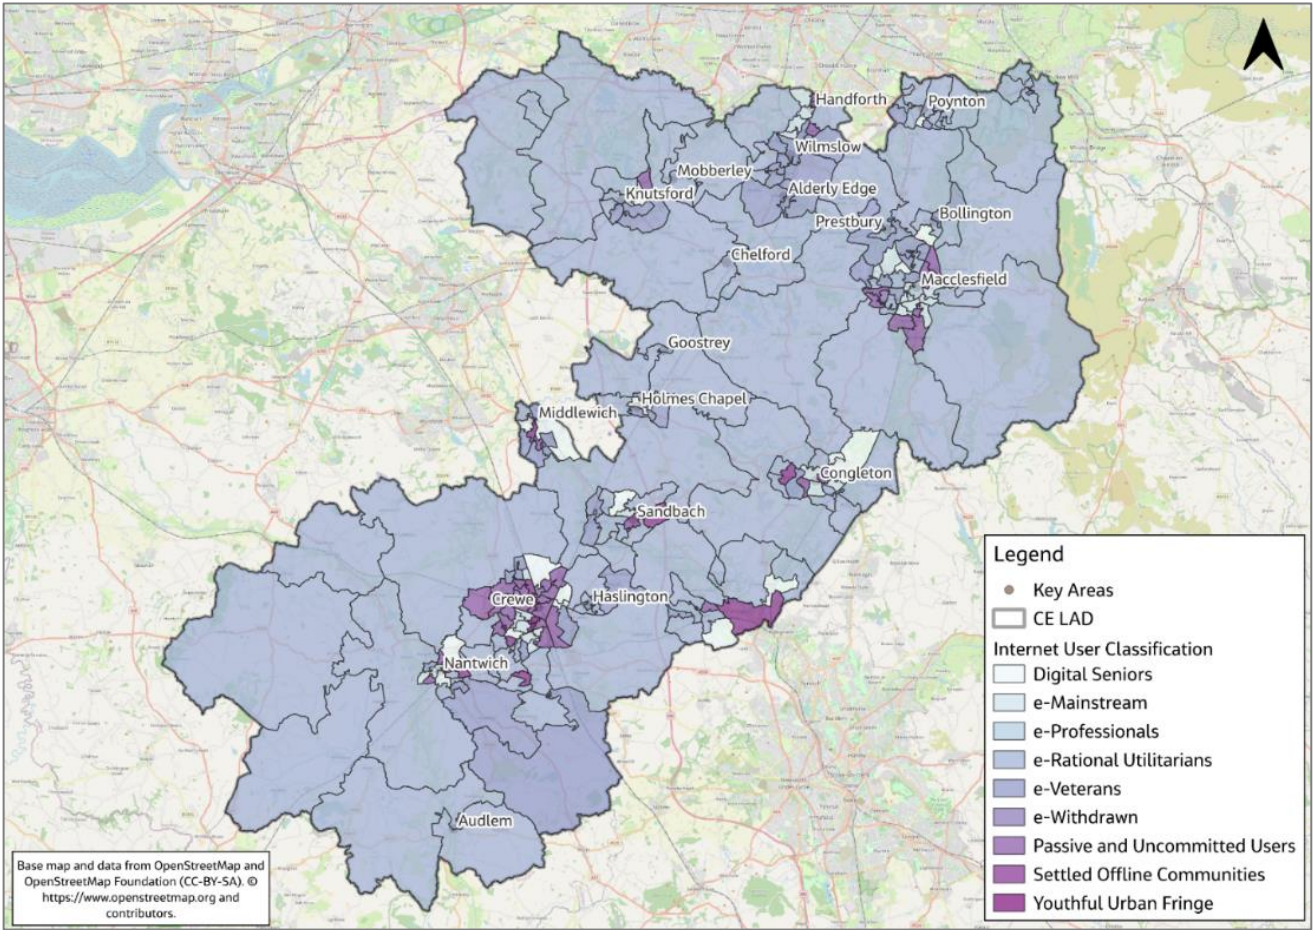 Handforth
Poynton
Wilmslow
Mobberley
Knutsford
Alderly Edge
Prestbury
Bollington
Chelford
Macclesfield
Goostrey
Holmes Chapel
Middlewich
Congleton
Sandbach
Crewe
Haslington
Nantwich
Audlem
Legend
Key Areas
CE LAD
Internet User Classification
Digital Seniors
e-Mainstream
e-Professionals
e-Rational Utilitarians
e-Veterans
e-Withdrawn
Passive and Uncommitted Users
Settled Offline Communities
Youthful Urban Fringe
Base map and data from OpenStreetMap and
OpenStreetMap Foundation (CC-BY-SA). ©
https://www.openstreetmap.org and
contributors.